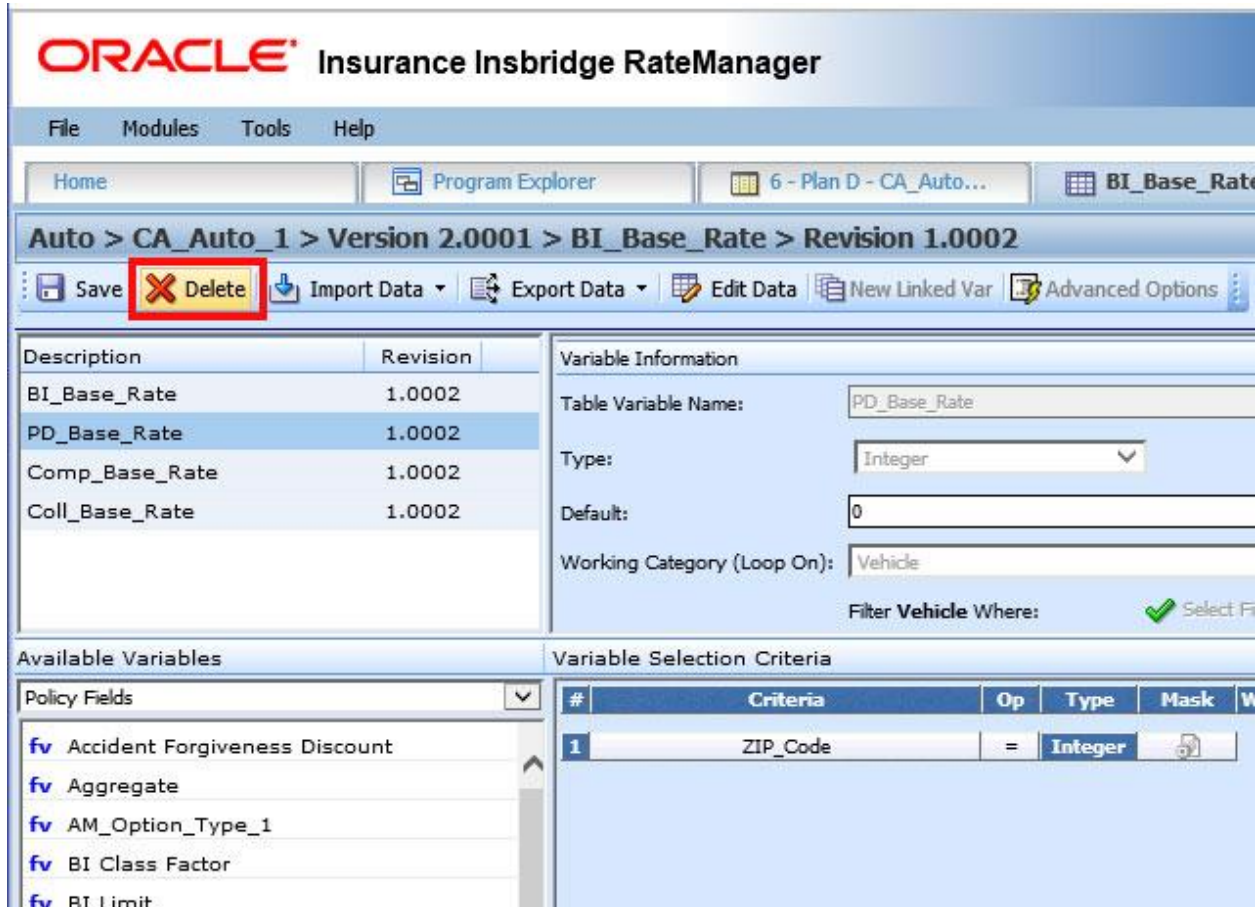 ORACLE Insurance Insbridge RateManager
File Modules Tools Help
Home Program Explorer 6 - Plan D - CA_Auto... BI_Base_Rate
Auto > CA_Auto_1 > Version 2.0001 > BI_Base_Rate > Revision 1.0002
Save Delete Import Data Export Data Edit Data New Linked Var Advanced Options
Description Revision
BI_Base_Rate 1.0002
PD_Base_Rate 1.0002
Comp_Base_Rate 1.0002
Coll_Base_Rate 1.0002
Variable Information
Table Variable Name: PD_Base_Rate
Type: Integer
Default: 0
Working Category (Loop On): Vehicle
Filter Vehicle Where: Select
Available Variables
Policy Fields
fv Accident Forgiveness Discount
fv Aggregate
fv AM_Option_Type_1
fv BI Class Factor
fv BI Limit
Variable Selection Criteria
# Criteria Op Type Mask
1 ZIP_Code = Integer